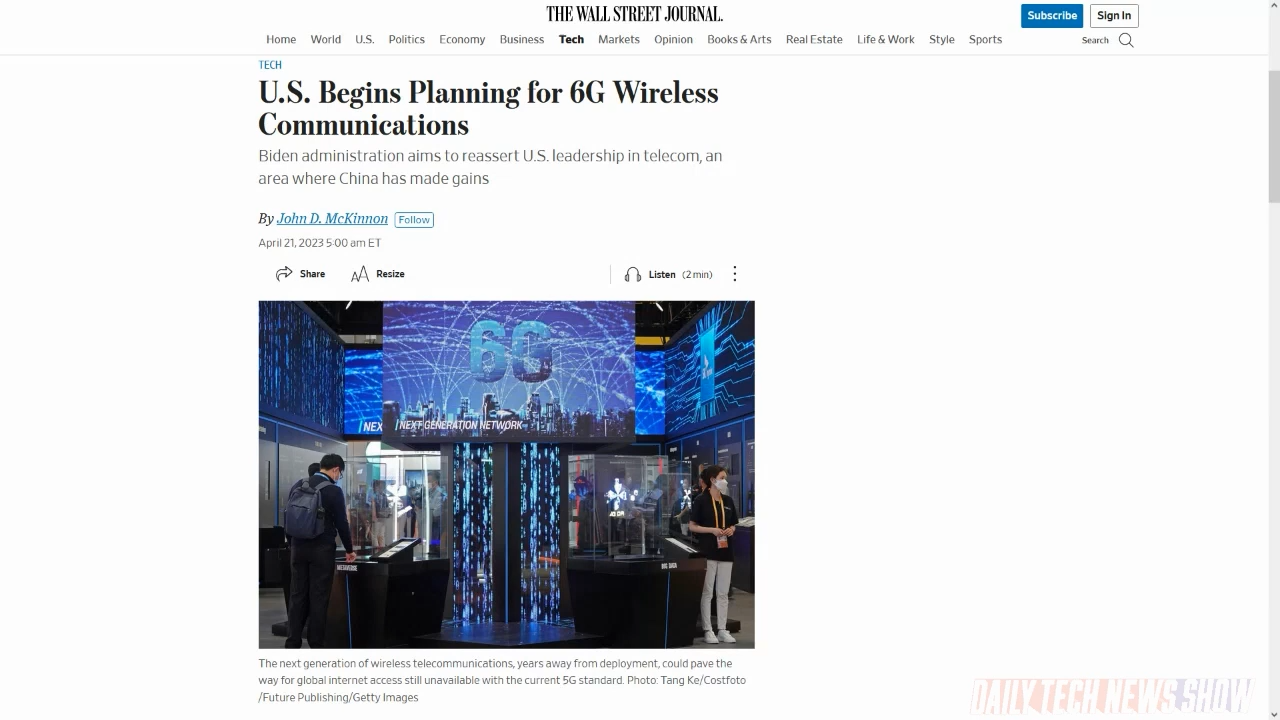 THE WALL STREET JOURNAL.
Subscribe
Sign In
Home World U.S. Politics Economy Business Tech Markets Opinion Books & Arts Real Estate Life & Work Style Sports
Search
TECH
U.S. Begins Planning for 6G Wireless
Communications
Biden administration aims to reassert U.S. leadership in telecom, an
area where China has made gains
By John D. McKinnon Follow
April 21, 2023 5:00 am ET
Share Resize Listen (2 min)
6G
NEX
NEXT GENERATION NETWORK
METAVERSE
BIG DATA
The next generation of wireless telecommunications, years away from deployment, could pave the
way for global internet access still unavailable with the current 5G standard. Photo: Tang Ke/Costfoto
/Future Publishing/Getty Images
DAILY TECH NEWS SHOW